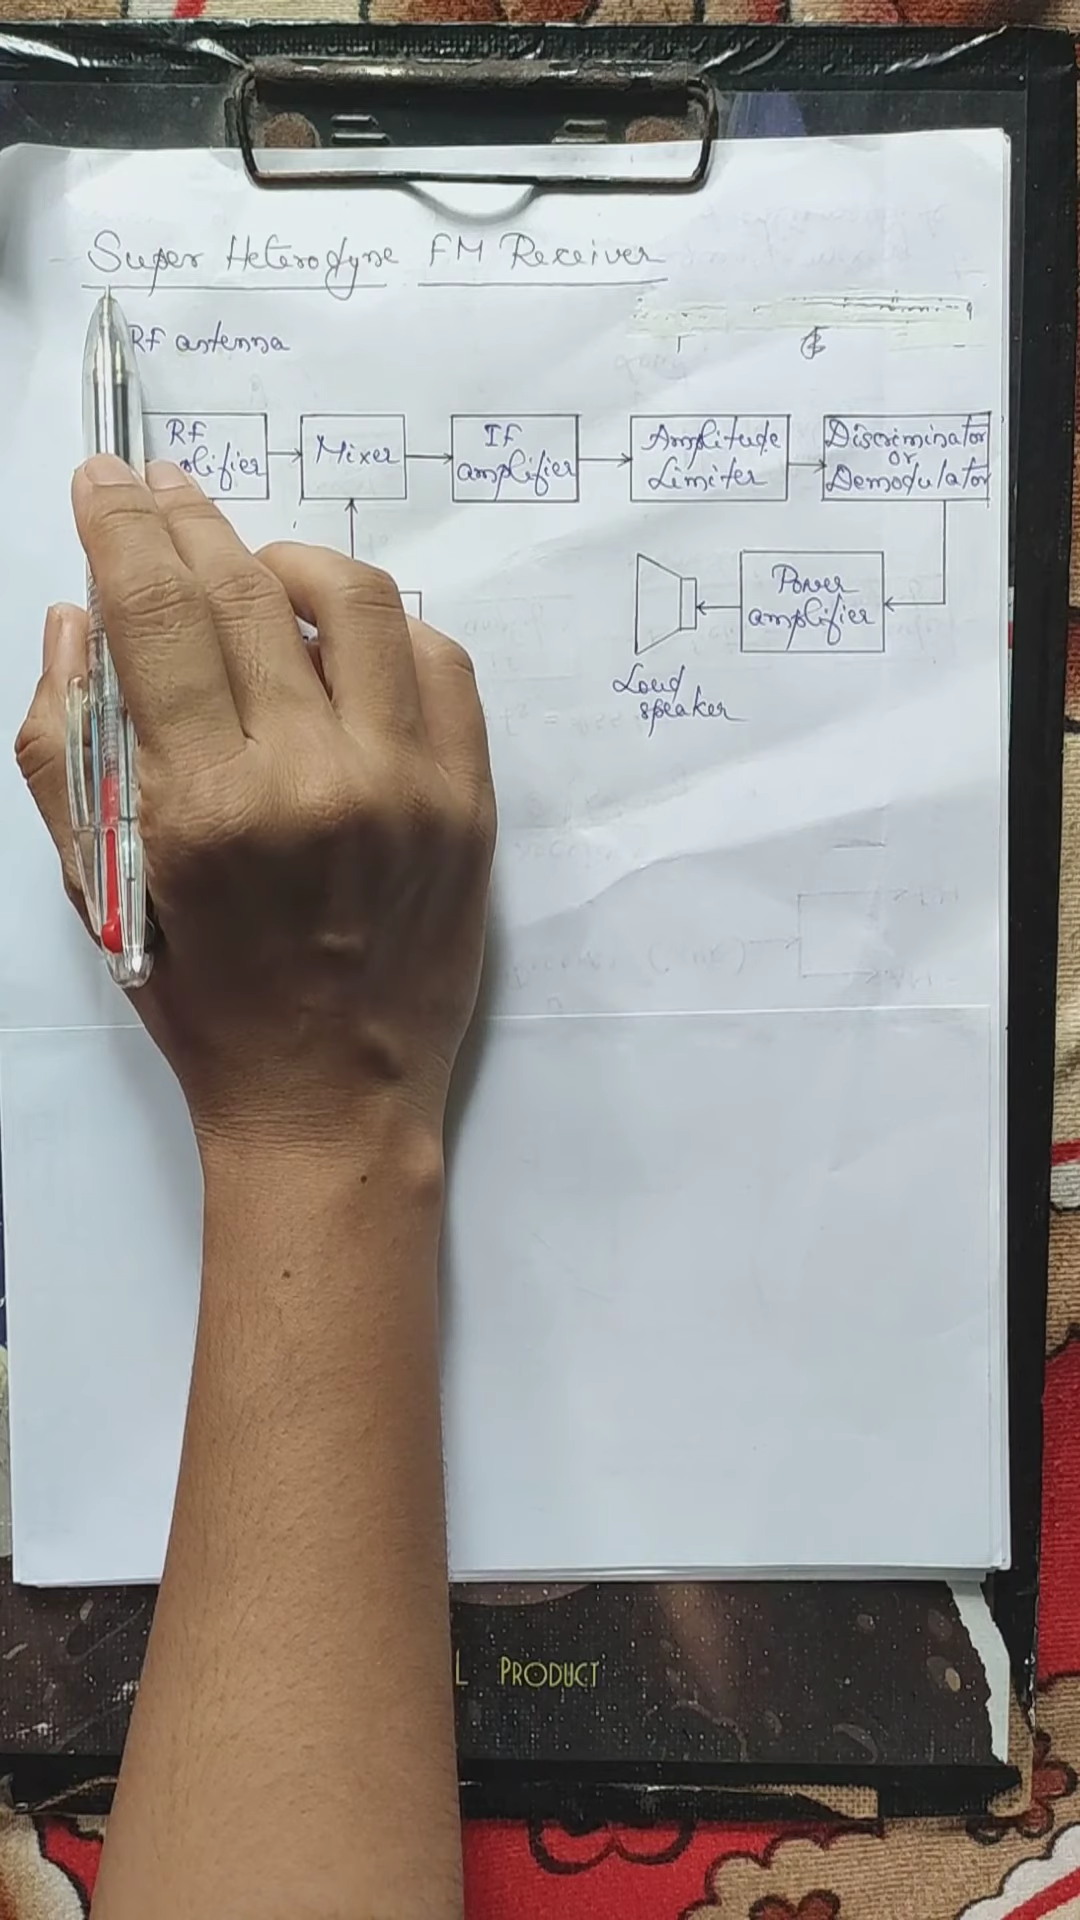 Super Heterodyne FM Receiver
RF antenna
RF
plifier
Mixer
IF
amplifier
Amplitude
Limiter
Discriminator
or
Demodulator
Power
amplifier
Loud
speaker
L PRODUCT